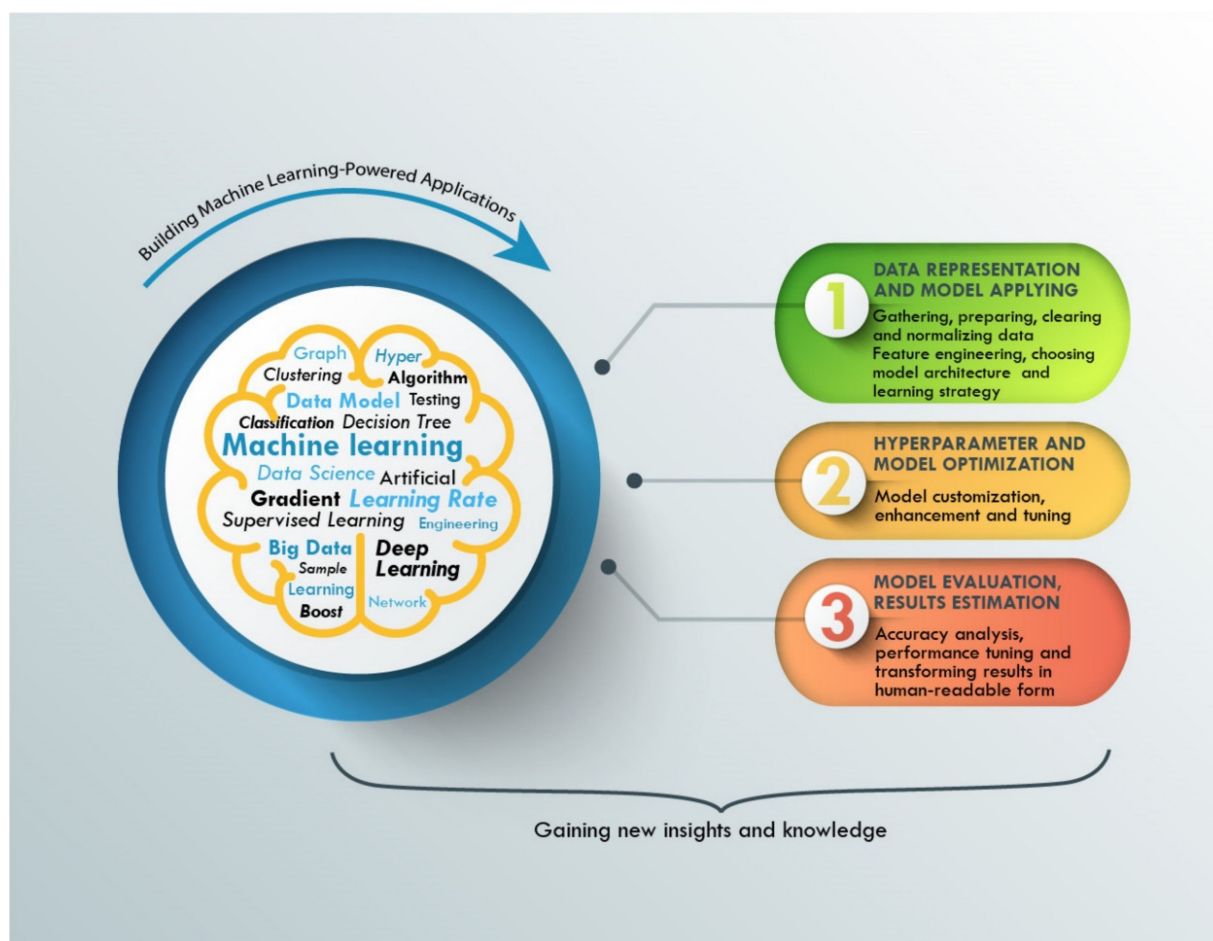 Building Machine Learning-Powered Applications
Graph
Hyper
Clustering
Algorithm
Data Model
Testing
Classification
Decision Tree
Machine learning
Data Science
Artificial
Gradient
Learning Rate
Supervised Learning
Engineering
Big Data
Deep
Learning
Sample
Learning
Boost
Network
1
DATA REPRESENTATION
AND MODEL APPLYING
Gathering, preparing, clearing
and normalizing data
Feature engineering, choosing
model architecture and
learning strategy
2
HYPERPARAMETER AND
MODEL OPTIMIZATION
Model customization,
enhancement and tuning
3
MODEL EVALUATION,
RESULTS ESTIMATION
Accuracy analysis,
performance tuning and
transforming results in
human-readable form
Gaining new insights and knowledge